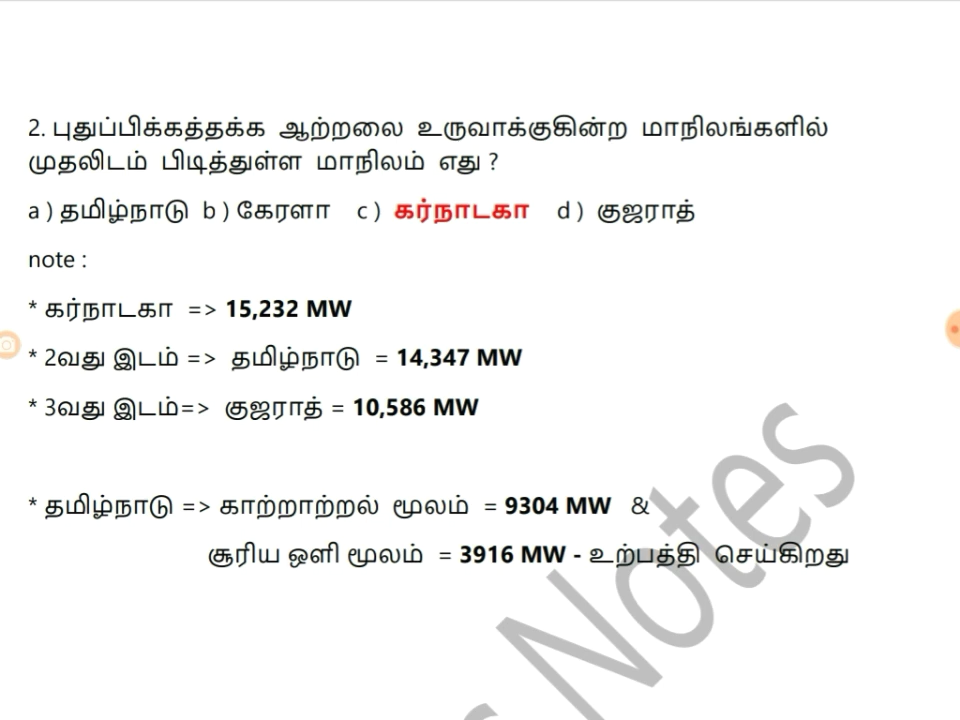 2. புதுப்பிக்கத்தக்க ஆற்றலை உருவாக்குகின்ற மாநிலங்களில்
முதலிடம் பிடித்துள்ள மாநிலம் எது ?
a ) தமிழ்நாடு b ) கேரளா c ) கர்நாடகா d ) குஜராத்
note :
* கர்நாடகா => 15,232 MW
* 2வது இடம் => தமிழ்நாடு = 14,347 MW
* 3வது இடம்=> குஜராத் = 10,586 MW
* தமிழ்நாடு => காற்றாற்றல் மூலம் = 9304 MW &
சூரிய ஒளி மூலம் = 3916 MW - உற்பத்தி செய்கிறது
Notes